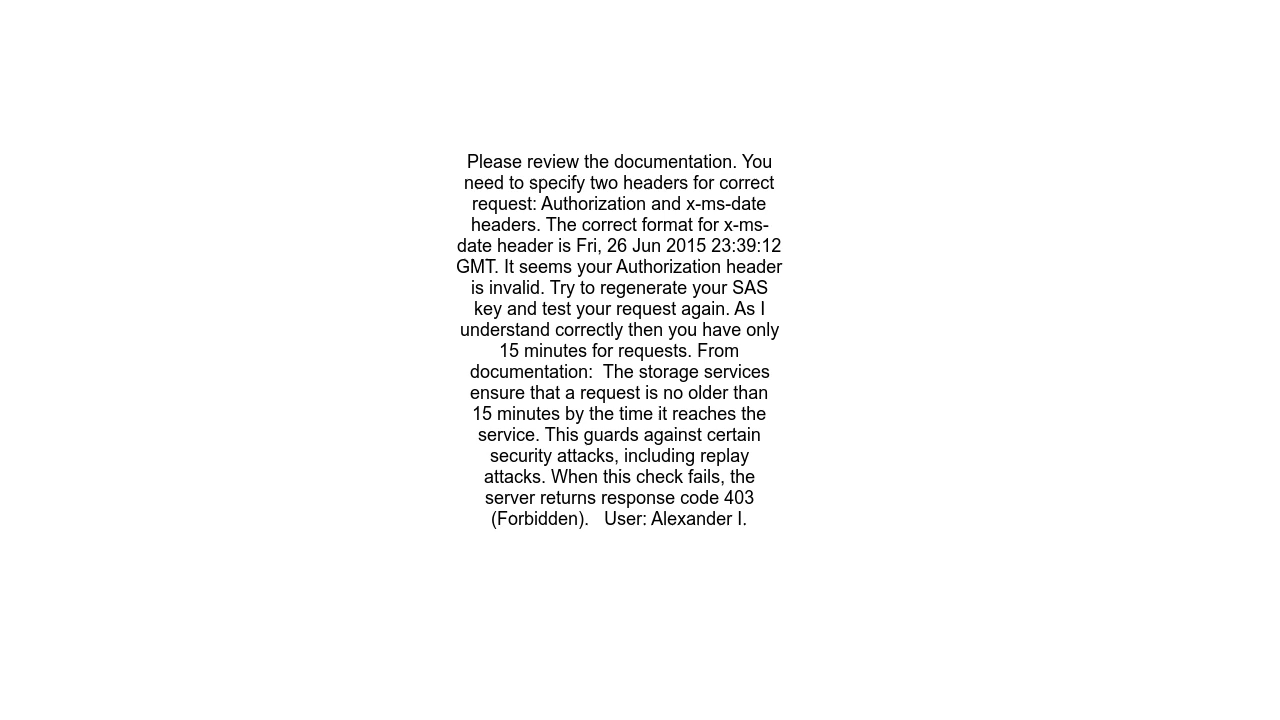 Please review the documentation. You
need to specify two headers for correct
request: Authorization and x-ms-date
headers. The correct format for x-ms-
date header is Fri, 26 Jun 2015 23:39:12
GMT. It seems your Authorization header
is invalid. Try to regenerate your SAS
key and test your request again. As I
understand correctly then you have only
15 minutes for requests. From
documentation:  The storage services
ensure that a request is no older than
15 minutes by the time it reaches the
service. This guards against certain
security attacks, including replay
attacks. When this check fails, the
server returns response code 403
(Forbidden).   User: Alexander I.